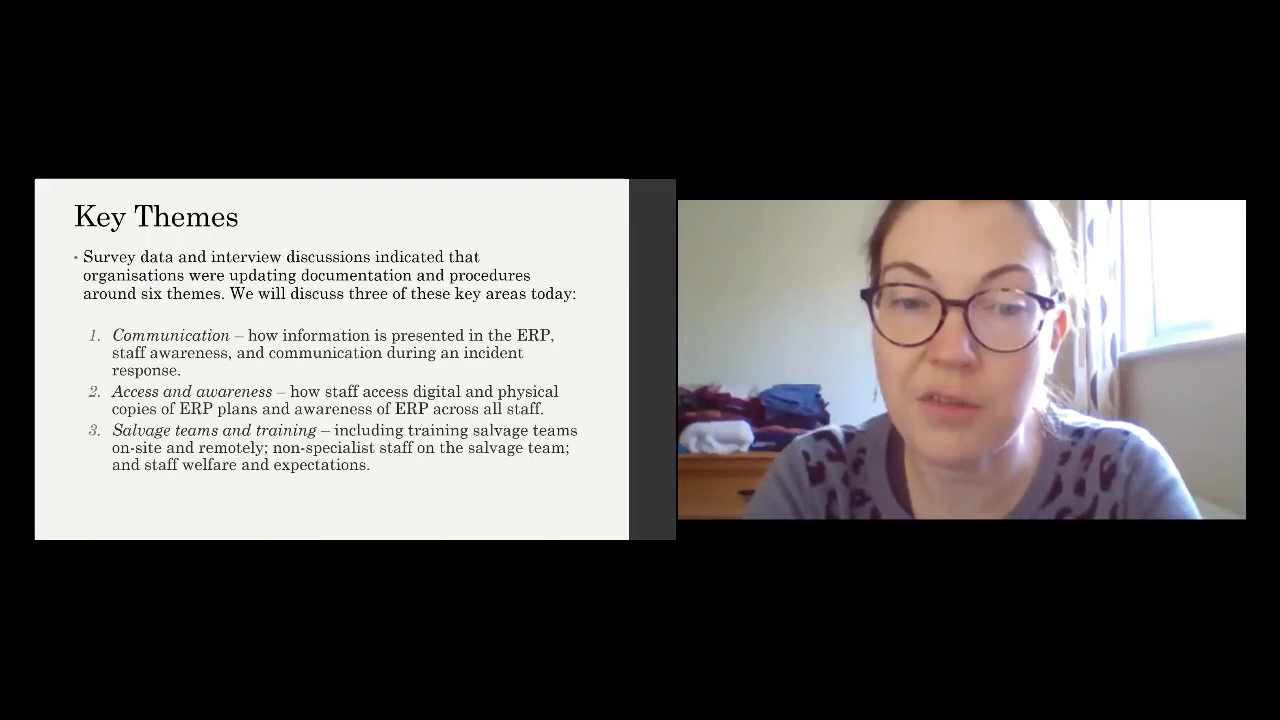 Key Themes
• Survey data and interview discussions indicated that
organisations were updating documentation and procedures
around six themes. We will discuss three of these key areas today:
1. Communication – how information is presented in the ERP,
staff awareness, and communication during an incident
response.
2. Access and awareness – how staff access digital and physical
copies of ERP plans and awareness of ERP across all staff.
3. Salvage teams and training – including training salvage teams
on-site and remotely; non-specialist staff on the salvage team;
and staff welfare and expectations.